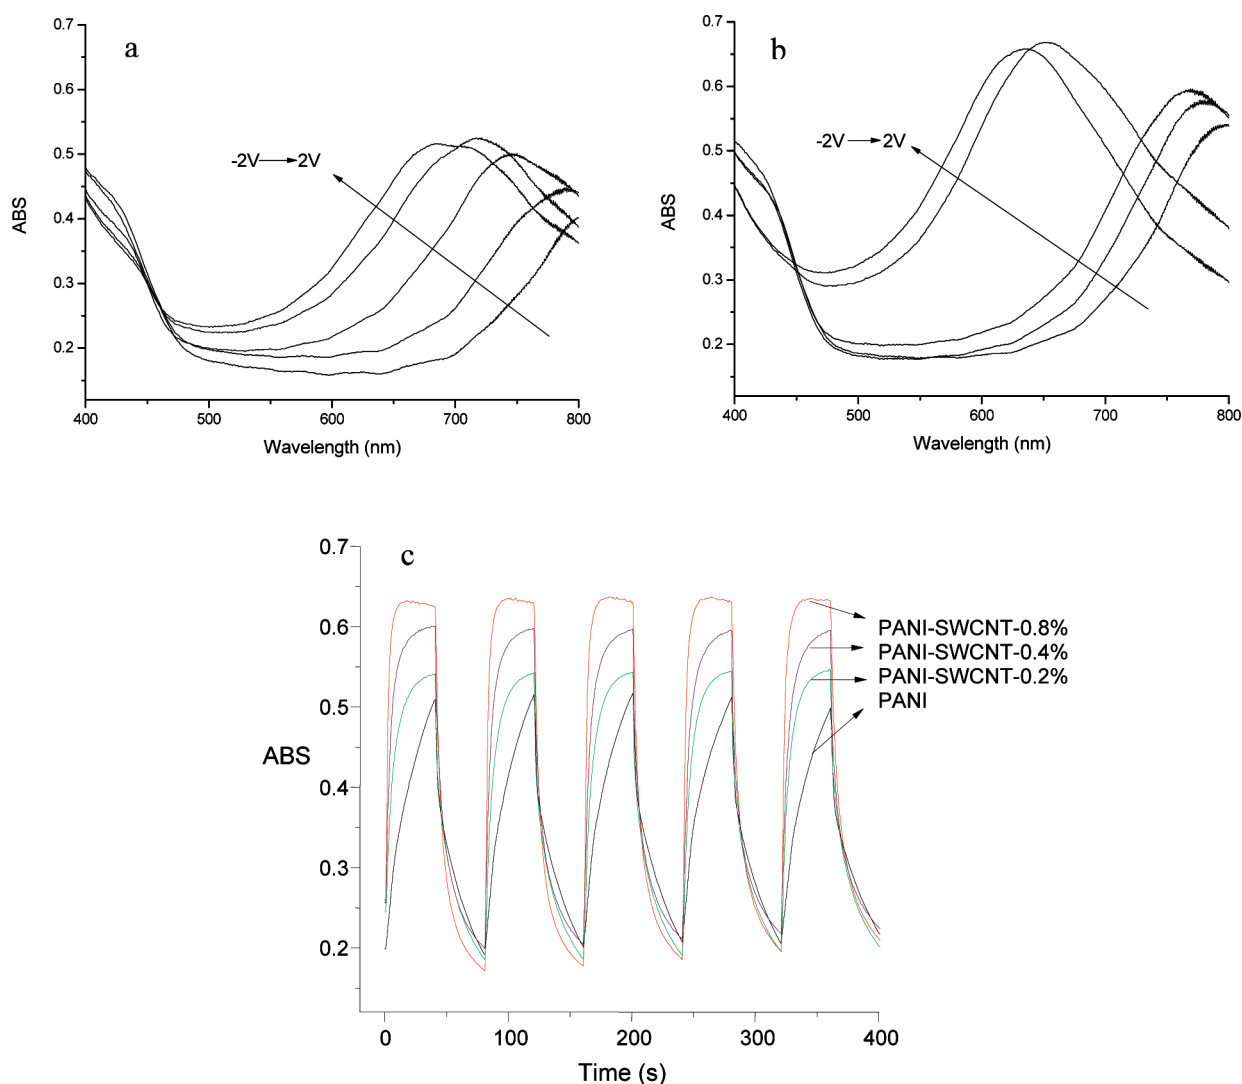 a
0.7
0.6
0.5
0.4
0.3
0.2
ABS
-2V 2V
400 500 600 700 800
Wavelength (nm)
b
0.7
0.6
0.5
0.4
0.3
0.2
ABS
-2V 2V
400 500 600 700 800
Wavelength (nm)
c
0.7
0.6
0.5
0.4
0.3
0.2
ABS
PANI-SWCNT-0.8%
PANI-SWCNT-0.4%
PANI-SWCNT-0.2%
PANI
0 100 200 300 400
Time (s)